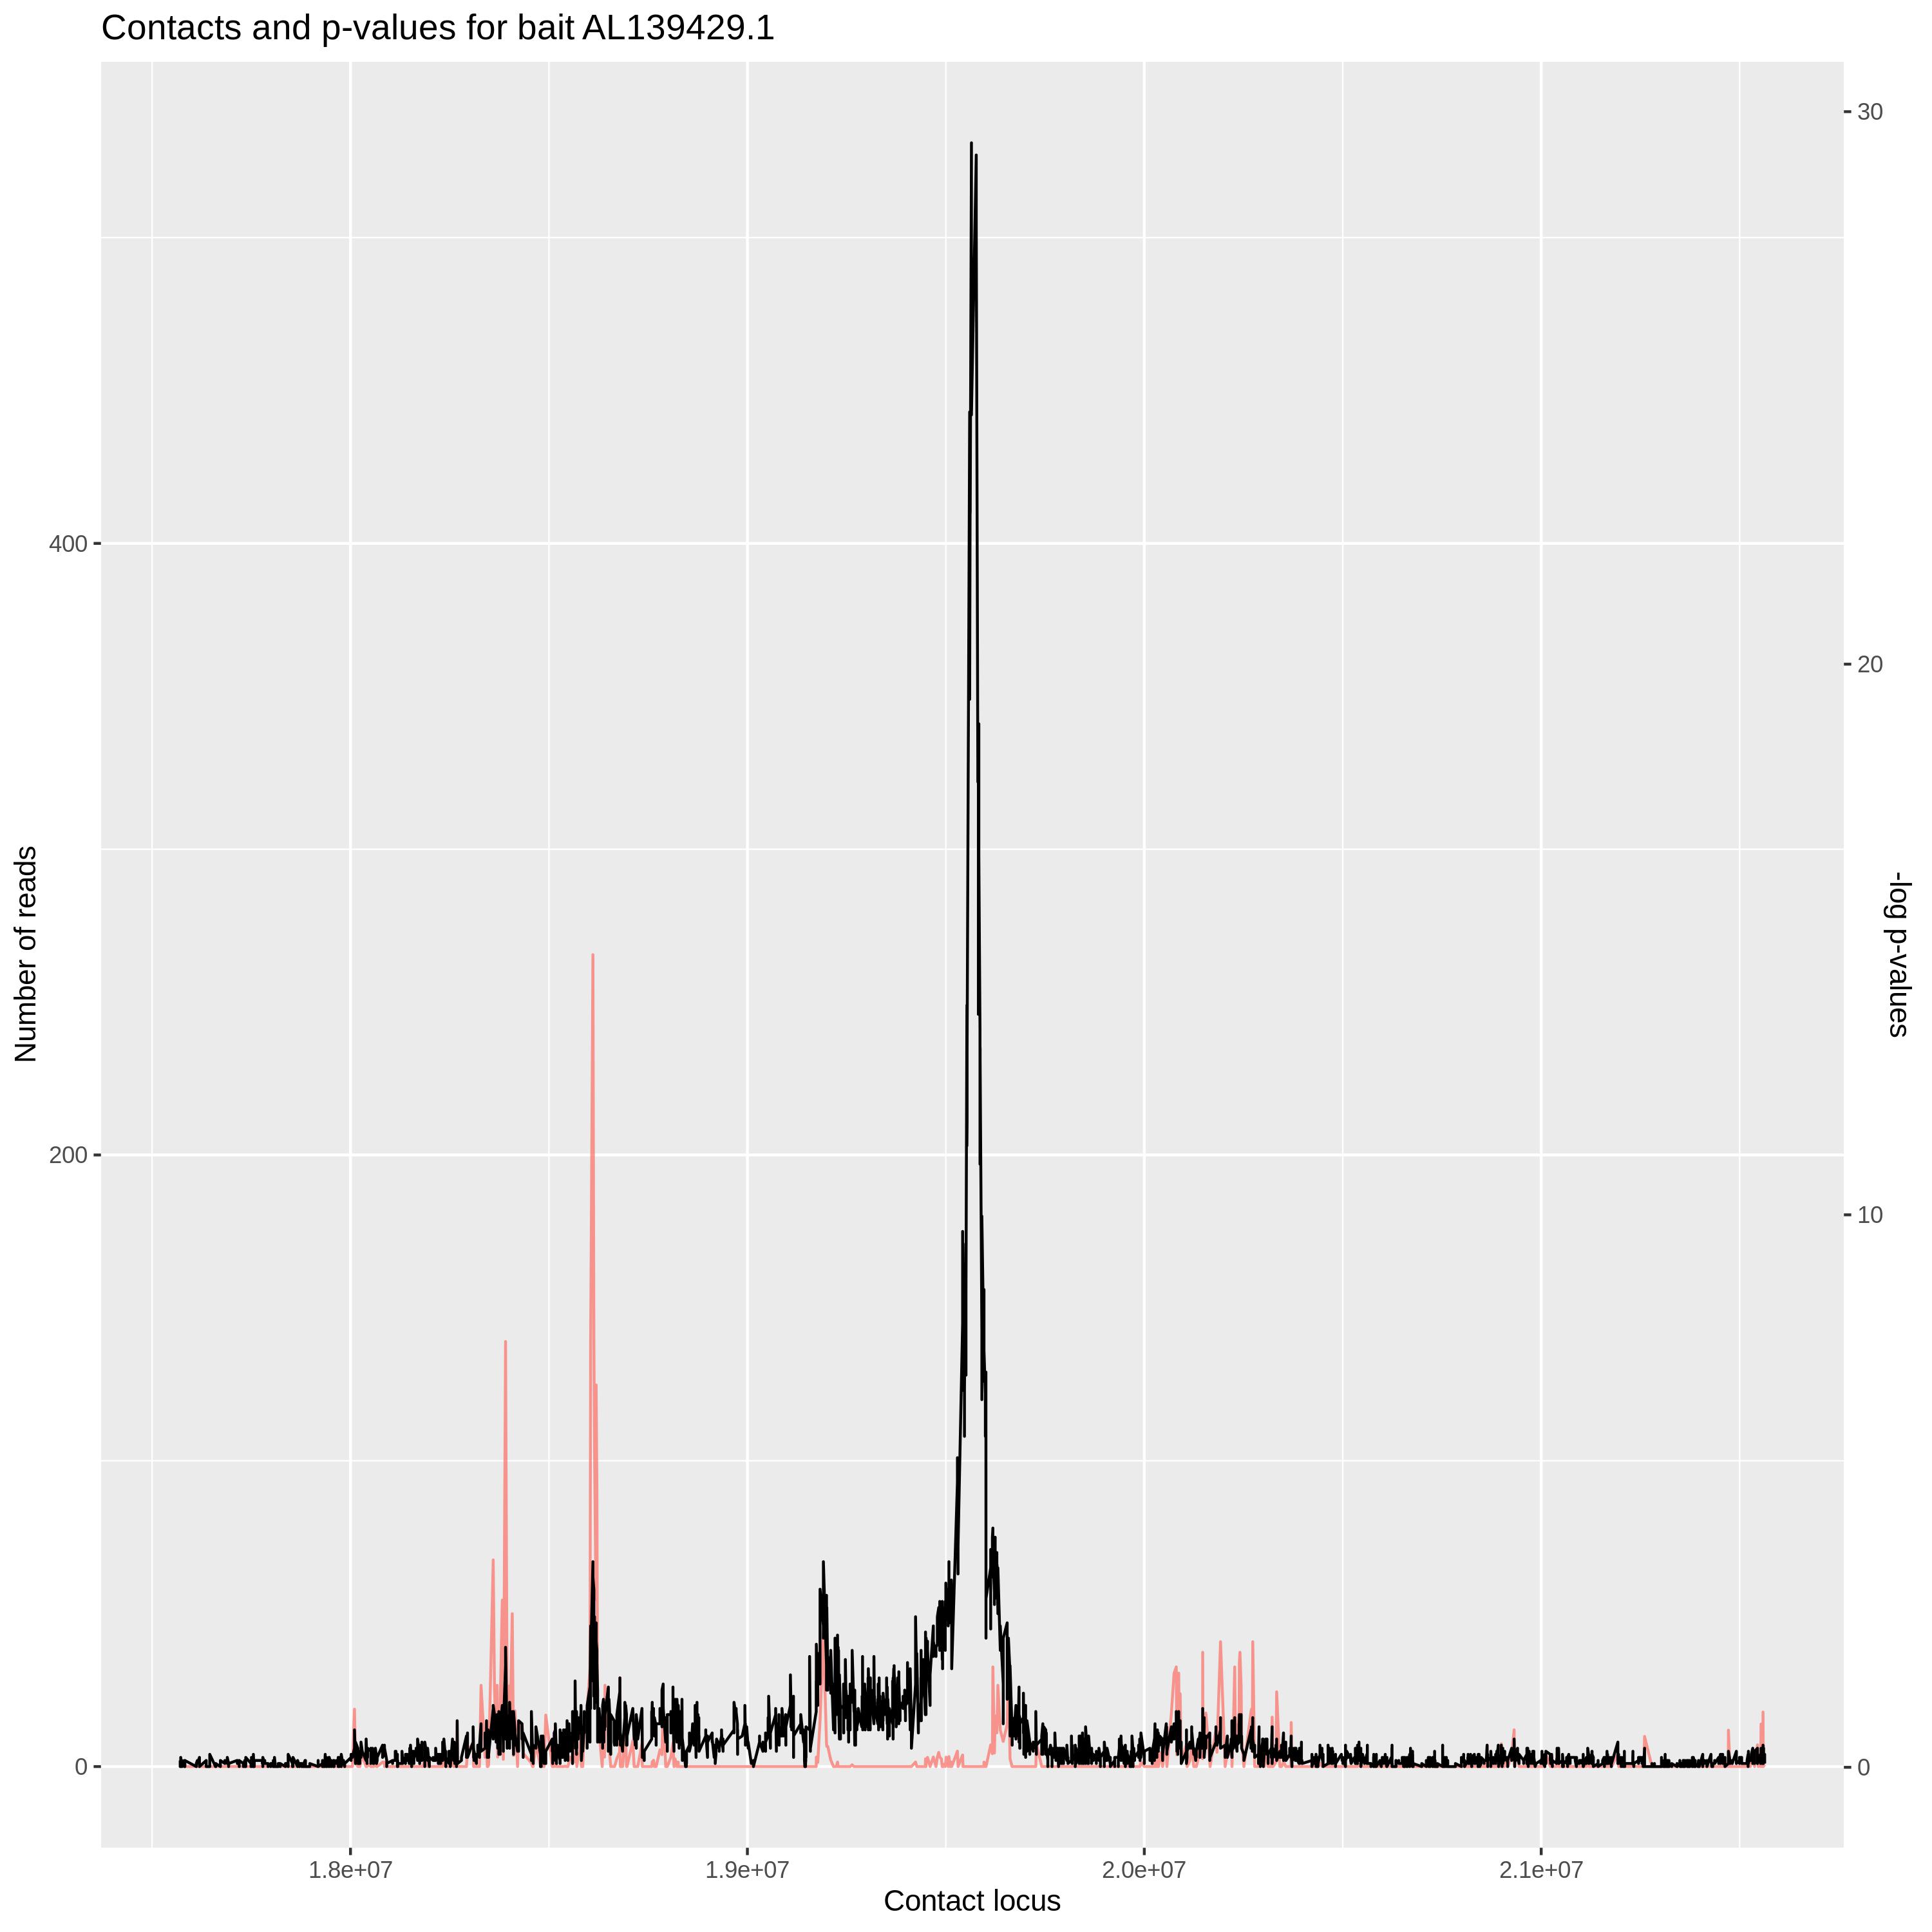 Contacts and p-values for bait AL139429.1
Number of reads
400
200
0
30
20
10
0
-log p-values
1.8e+07
1.9e+07
2.0e+07
2.1e+07
Contact locus